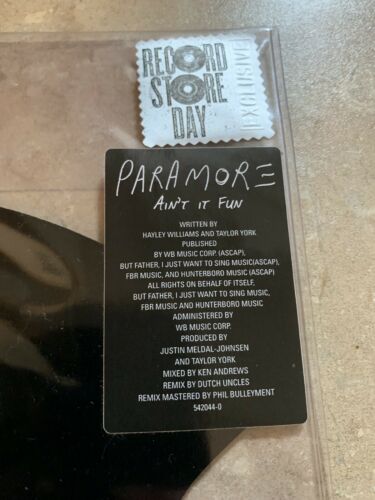 RECORD
STORE
DAY
EXCLUSIVE
PARAMORE
AIN'T IT FUN
WRITTEN BY
HAYLEY WILLIAMS AND TAYLOR YORK
PUBLISHED
BY WB MUSIC CORP. (ASCAP),
BUT FATHER, I JUST WANT TO SING MUSIC(ASCAP),
FBR MUSIC, AND HUNTERBORO MUSIC (ASCAP)
ALL RIGHTS ON BEHALF OF ITSELF,
BUT FATHER, I JUST WANT TO SING MUSIC,
FBR MUSIC AND HUNTERBORO MUSIC
ADMINISTERED BY
WB MUSIC CORP.
PRODUCED BY
JUSTIN MELDAL-JOHNSEN
AND TAYLOR YORK
MIXED BY KEN ANDREWS
REMIX BY DUTCH UNCLES
REMIX MASTERED BY PHIL BULLEYMENT
542044-0